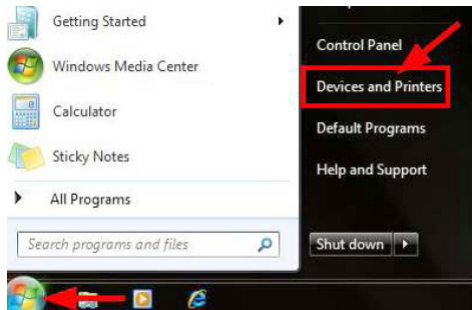 Getting Started
Windows Media Center
Calculator
Sticky Notes
All Programs
Search programs and files
Control Panel
Devices and Printers
Default Programs
Help and Support
Shut down